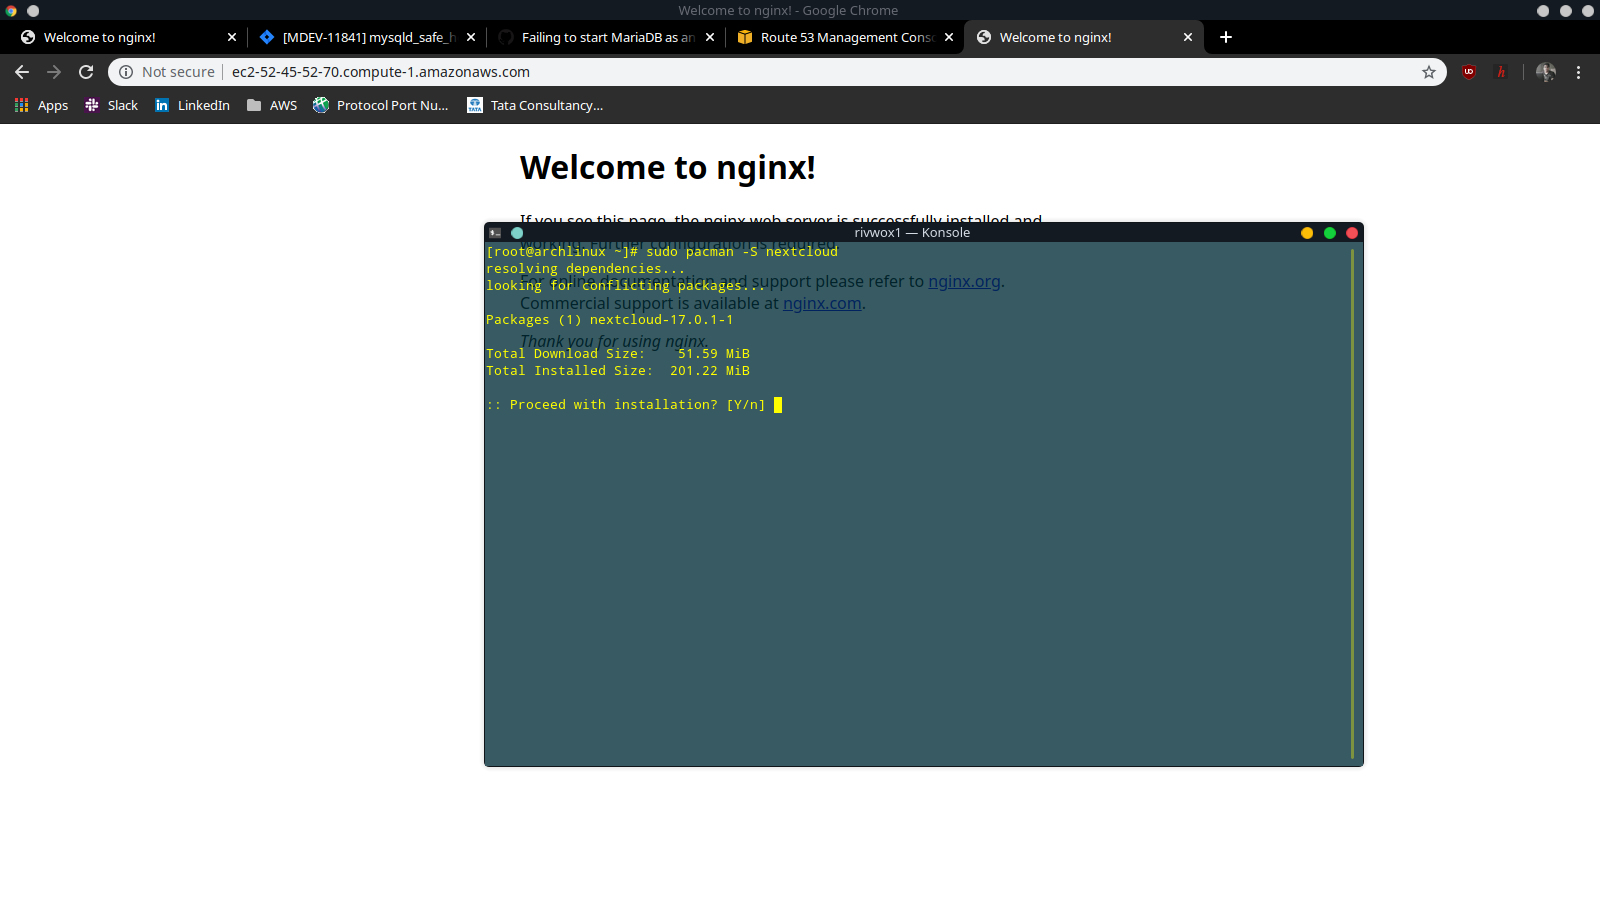 Welcome to nginx! - Google Chrome
Welcome to nginx!
[MDEV-11841] mysqld_safe_h
Failing to start MariaDB as an
Route 53 Management Conso
Welcome to nginx!
Not secure
ec2-52-45-52-70.compute-1.amazonaws.com
Apps
Slack
LinkedIn
AWS
Protocol Port Nu...
Tata Consultancy...
Welcome to nginx!
If you see this page, the nginx web server is successfully installed and
working. Further configuration is required.
For online documentation and support please refer to nginx.org.
Commercial support is available at nginx.com.
Thank you for using nginx.
rivwox1 — Konsole
[root@archlinux ~]# sudo pacman -S nextcloud
resolving dependencies...
looking for conflicting packages...
Packages (1) nextcloud-17.0.1-1
Total Download Size:    51.59 MiB
Total Installed Size:  201.22 MiB
:: Proceed with installation? [Y/n]